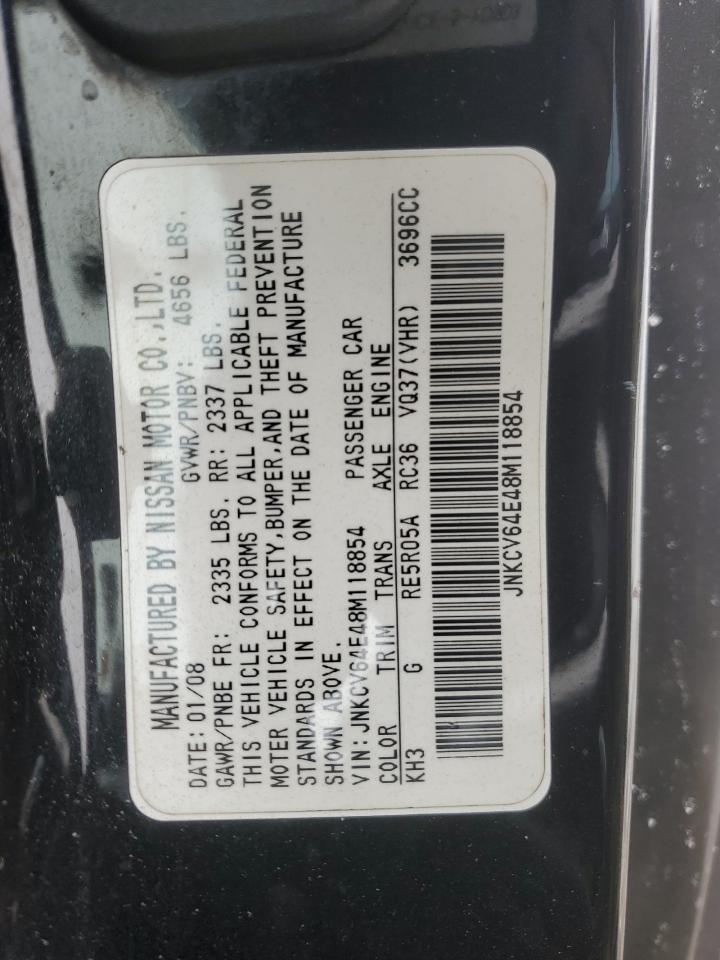 MANUFACTURED BY NISSAN MOTOR CO.,LTD.
DATE: 01/08 GVWR/PNBV: 4656 LBS.
GAWR/PNBE FR: 2335 LBS. RR: 2337 LBS.
THIS VEHICLE CONFORMS TO ALL APPLICABLE FEDERAL
MOTOR VEHICLE SAFETY,BUMPER,AND THEFT PREVENTION
STANDARDS IN EFFECT ON THE DATE OF MANUFACTURE
SHOWN ABOVE.
VIN:JNKCV64E48M118854 PASSENGER CAR
COLOR TRIM TRANS AXLE ENGINE
KH3 G RE5R05A RC36 VQ37(VHR) 3696CC
JNKCV64E48M118854